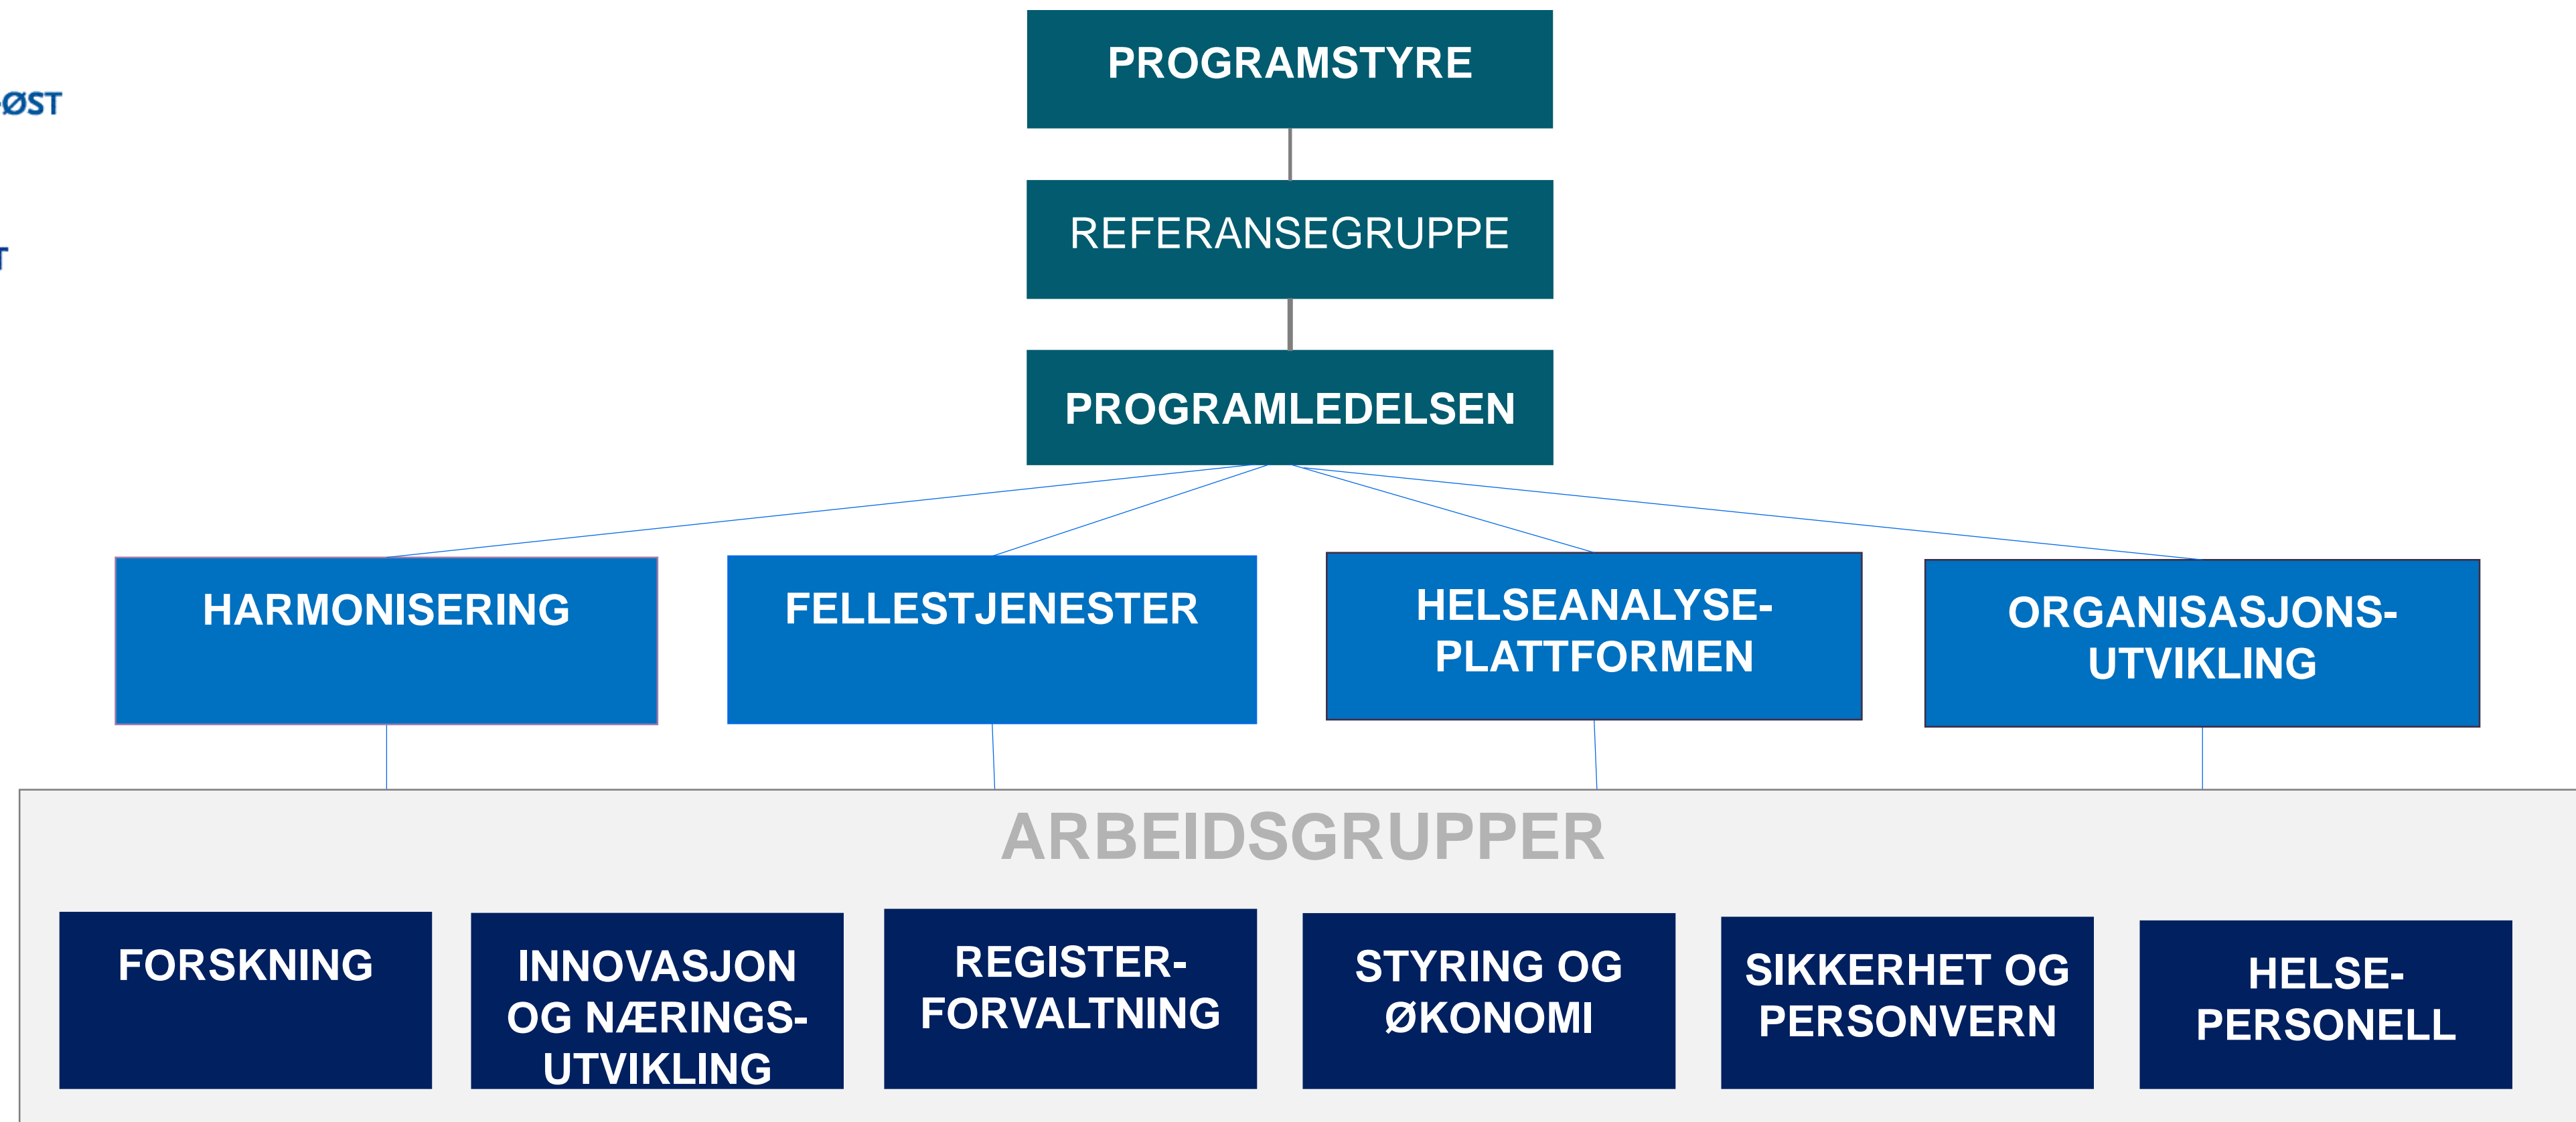 PROGRAMSTYRE
ØST
REFERANSEGRUPPE
PROGRAMLEDELSEN
HARMONISERING
FELLESTJENESTER
HELSEANALYSE-
PLATTFORMEN
ORGANISASJONS-
UTVIKLING
ARBEIDSGRUPPER
FORSKNING
INNOVASJON
OG NÆRINGS-
UTVIKLING
REGISTER-
FORVALTNING
STYRING OG
ØKONOMI
SIKKERHET OG
PERSONVERN
HELSE-
PERSONELL